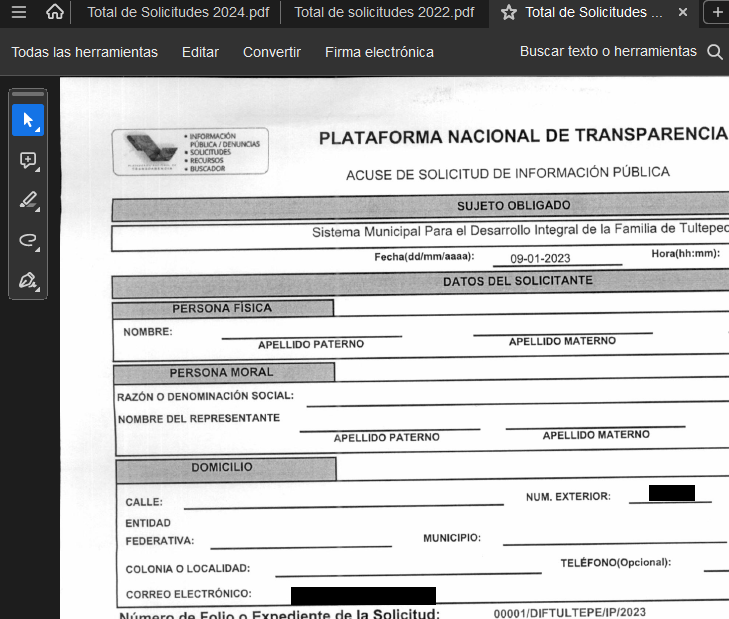 Total de Solicitudes 2024.pdf
Total de solicitudes 2022.pdf
Total de Solicitudes ...
Todas las herramientas
Editar
Convertir
Firma electrónica
Buscar texto o herramientas
• INFORMACIÓN
PÚBLICA / DENUNCIAS
• SOLICITUDES
• RECURSOS
• BUSCADOR
PLATAFORMA NACIONAL DE TRANSPARENCIA
ACUSE DE SOLICITUD DE INFORMACIÓN PÚBLICA
SUJETO OBLIGADO
Sistema Municipal Para el Desarrollo Integral de la Familia de Tultepec
Fecha(dd/mm/aaaa): 09-01-2023 Hora(hh:mm):
DATOS DEL SOLICITANTE
PERSONA FÍSICA
NOMBRE:
APELLIDO PATERNO APELLIDO MATERNO
PERSONA MORAL
RAZÓN O DENOMINACIÓN SOCIAL:
NOMBRE DEL REPRESENTANTE
APELLIDO PATERNO APELLIDO MATERNO
DOMICILIO
CALLE: NUM. EXTERIOR:
ENTIDAD
FEDERATIVA: MUNICIPIO:
COLONIA O LOCALIDAD: TELÉFONO(Opcional):
CORREO ELECTRÓNICO:
Número de Folio o Expediente de la Solicitud: 00001/DIFTULTEPE/IP/2023